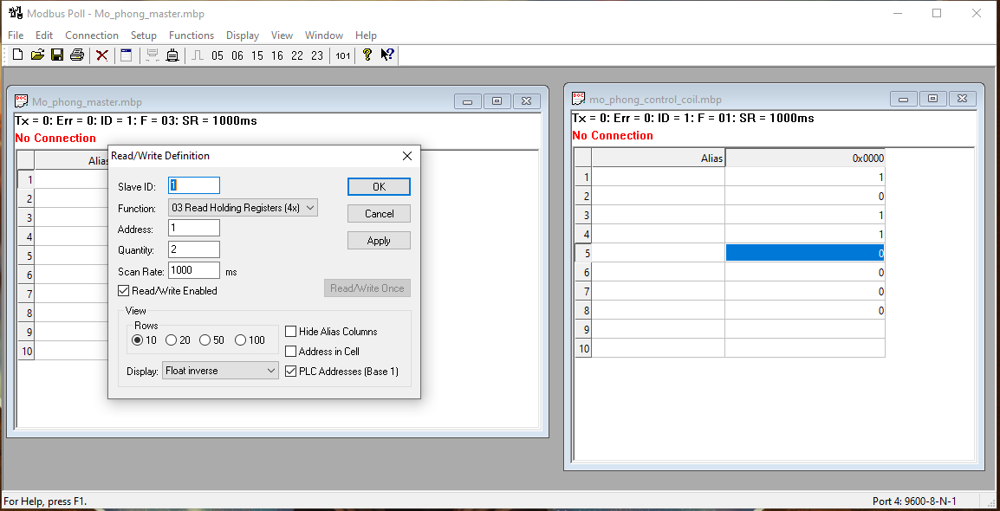 Modbus Poll - Mo_phong_master.mbp
File Edit Connection Setup Functions Display View Window Help
05 06 15 16 22 23 101
Mo_phong_master.mbp
Tx = 0: Err = 0: ID = 1: F = 03: SR = 1000ms
No Connection
Alias
1
2
3
4
5
6
7
8
9
10
Read/Write Definition
Slave ID: 1
OK
Function: 03 Read Holding Registers (4x)
Cancel
Address: 1
Apply
Quantity: 2
Scan Rate: 1000 ms
Read/Write Enabled
Read/Write Once
View
Rows
10 20 50 100
Hide Alias Columns
Address in Cell
Display: Float inverse
PLC Addresses (Base 1)
mo_phong_control_coil.mbp
Tx = 0: Err = 0: ID = 1: F = 01: SR = 1000ms
No Connection
Alias 0x0000
1 1
2 0
3 1
4 1
5 0
6 0
7 0
8 0
9
10
For Help, press F1.
Port 4: 9600-8-N-1